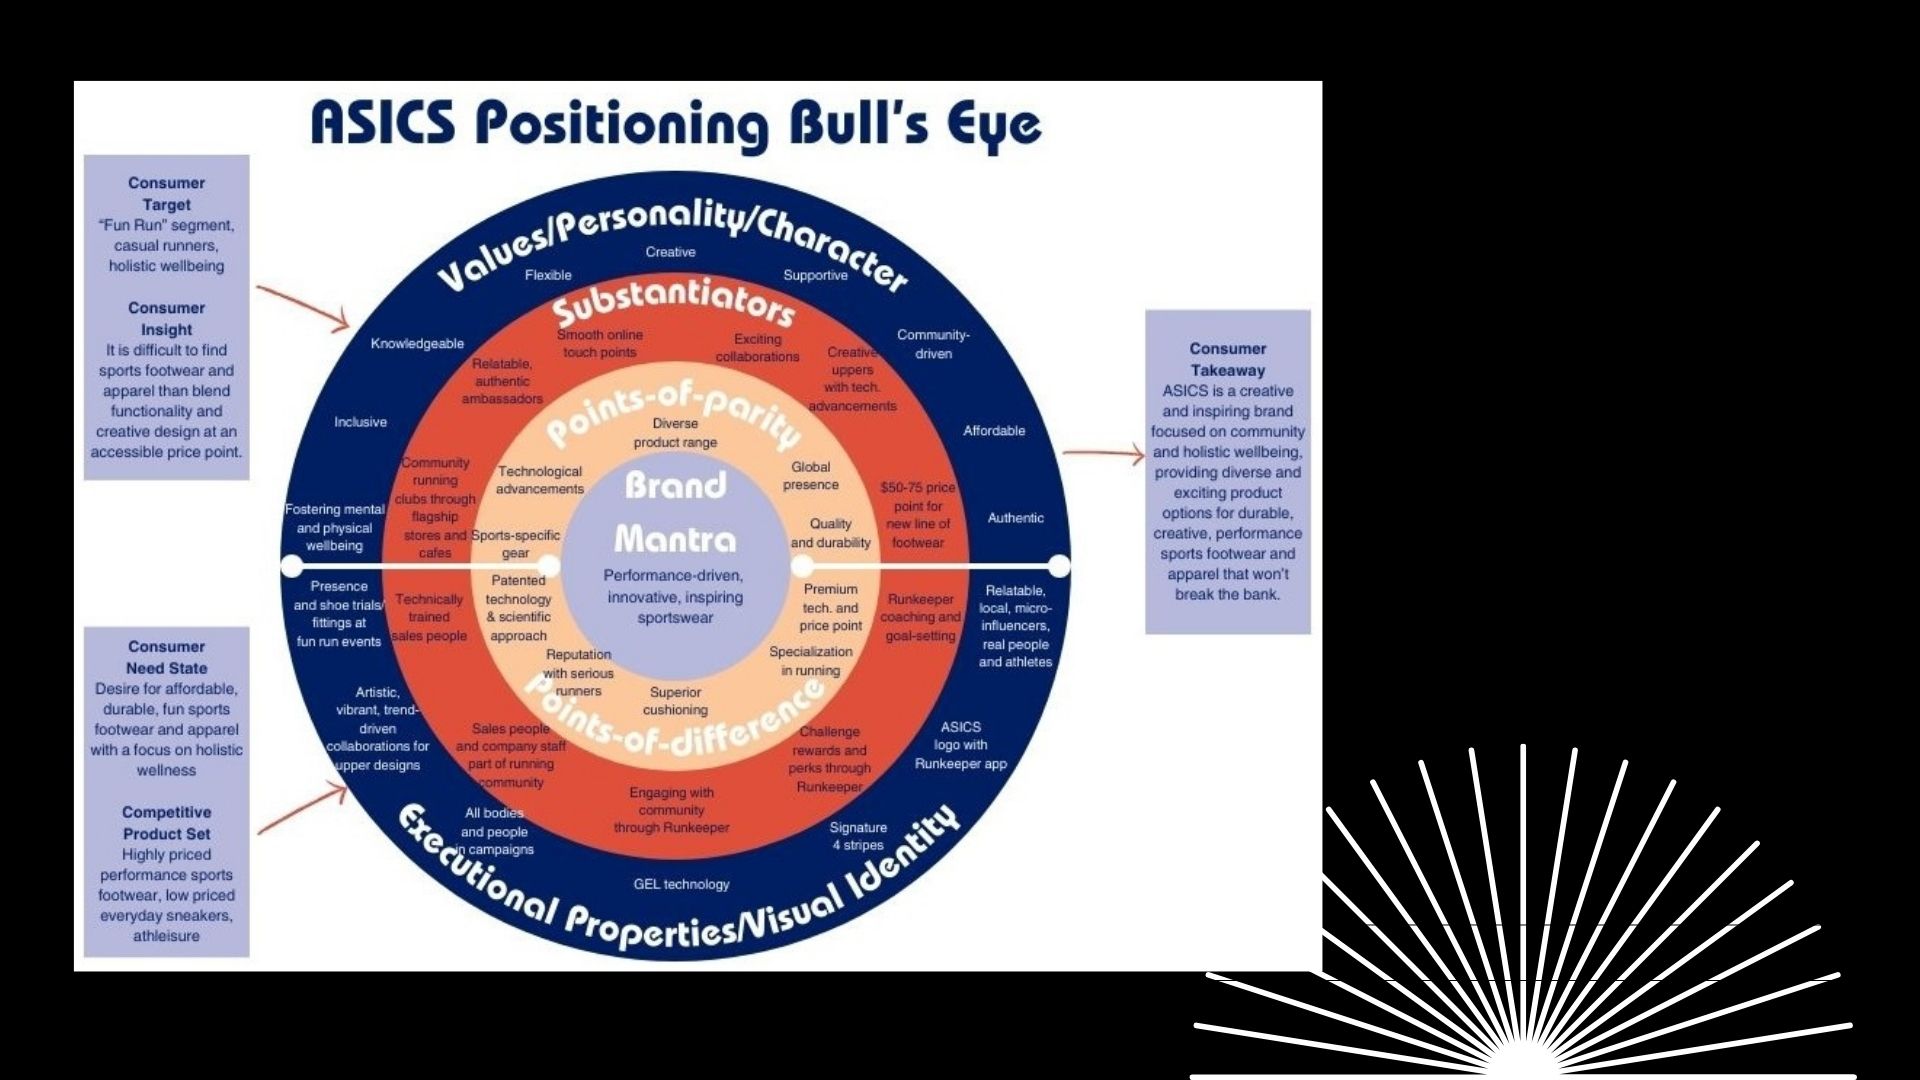 ASICS Positioning Bull's Eye
Consumer
Target
“Fun Run” segment,
casual runners,
holistic wellbeing
Consumer
Insight
It is difficult to find
sports footwear and
apparel than blend
functionality and
creative design at an
accessible price point.
Consumer
Need State
Desire for affordable,
durable, fun sports
footwear and apparel
with a focus on holistic
wellness
Competitive
Product Set
Highly priced
performance sports
footwear, low priced
everyday sneakers,
athleisure
Values/Personality/Character
Creative
Flexible
Supportive
Knowledgeable
Community-
driven
Inclusive
Affordable
Fostering mental
and physical
wellbeing
Authentic
Substantiators
Smooth online
touch points
Exciting
collaborations
Relatable,
authentic
ambassadors
Creative
uppers
with tech.
advancements
Community
running
clubs through
flagship
stores and
cafes
$50-75 price
point for
new line of
footwear
Points-of-parity
Diverse
product range
Technological
advancements
Global
presence
Sports-specific
gear
Quality
and durability
Brand
Mantra
Performance-driven,
innovative, inspiring
sportswear
Patented
technology
& scientific
approach
Premium
tech. and
price point
Reputation
with serious
runners
Specialization
in running
Superior
cushioning
Points-of-difference
Technically
trained
sales people
Runkeeper
coaching and
goal-setting
Sales people
and company staff
part of running
community
Challenge
rewards and
perks through
Runkeeper
Engaging with
community
through Runkeeper
Presence
and shoe trials/
fittings at
fun run events
Relatable,
local, micro-
influencers,
real people
and athletes
Artistic,
vibrant, trend-
driven
collaborations for
upper designs
ASICS
logo with
Runkeeper app
All bodies
and people
in campaigns
Signature
4 stripes
GEL technology
Executional Properties/Visual Identity
Consumer
Takeaway
ASICS is a creative
and inspiring brand
focused on community
and holistic wellbeing,
providing diverse and
exciting product
options for durable,
creative, performance
sports footwear and
apparel that won't
break the bank.